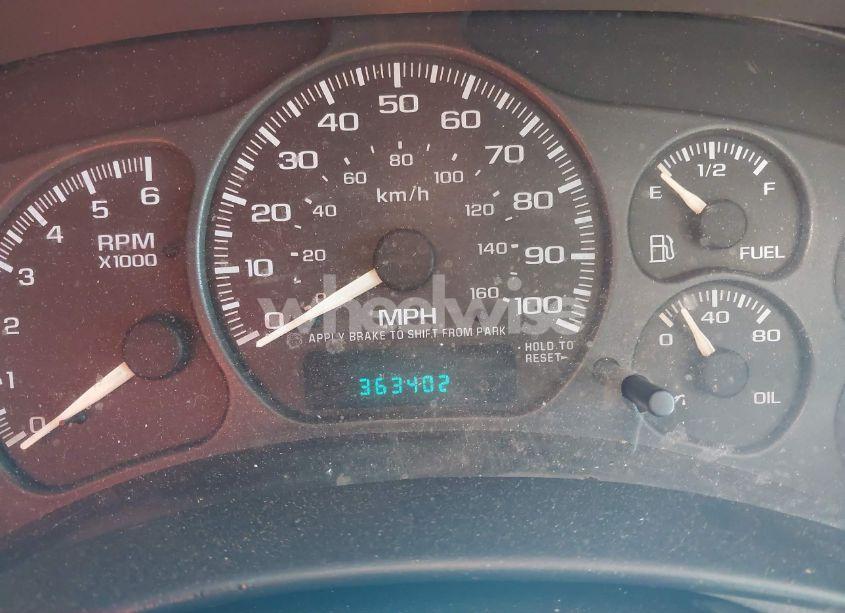 0 1 2 3 4 5 6
RPM
X1000
0 10 20 30 40 50 60 70 80 90 100
0 20 40 60 80 100 120 140 160
km/h
MPH
APPLY BRAKE TO SHIFT FROM PARK
HOLD TO
RESET
363402
E 1/2 F
FUEL
0 40 80
OIL
wheelwise